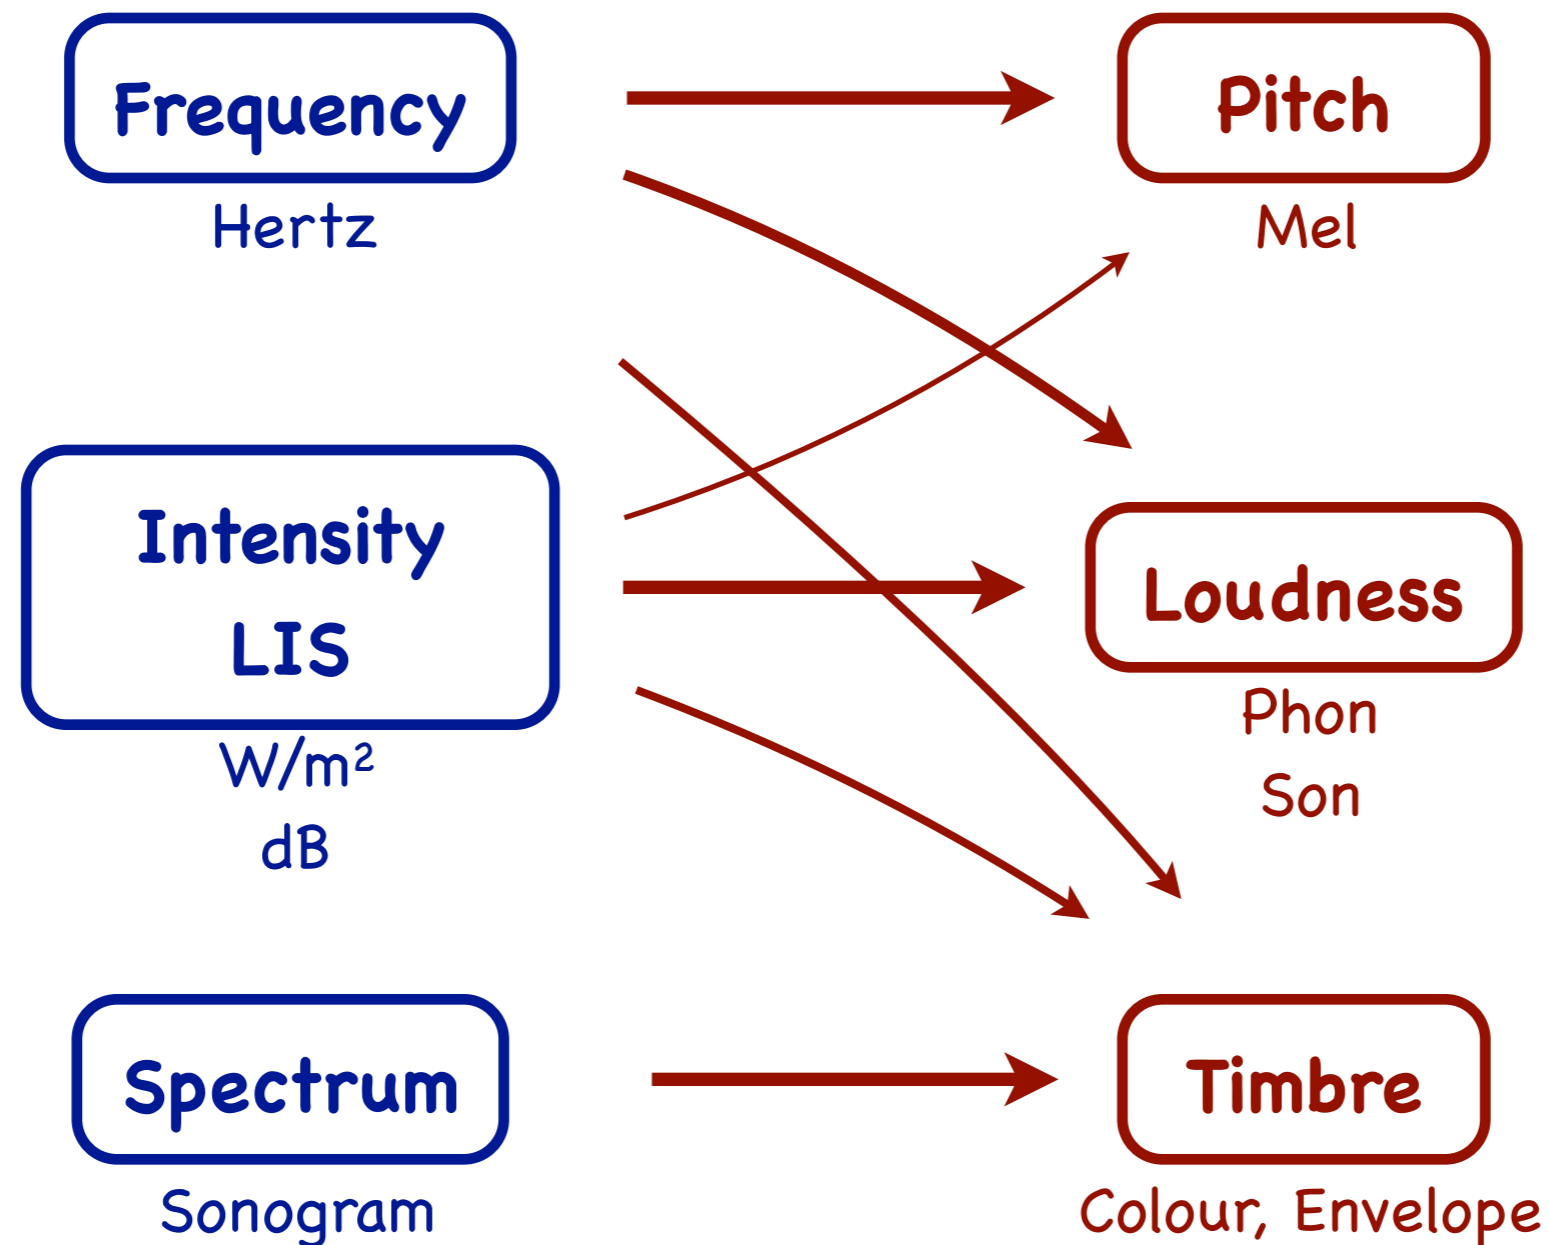 Frequency
Hertz
Pitch
Mel
Intensity
LIS
W/m²
dB
Loudness
Phon
Son
Spectrum
Sonogram
Timbre
Colour, Envelope